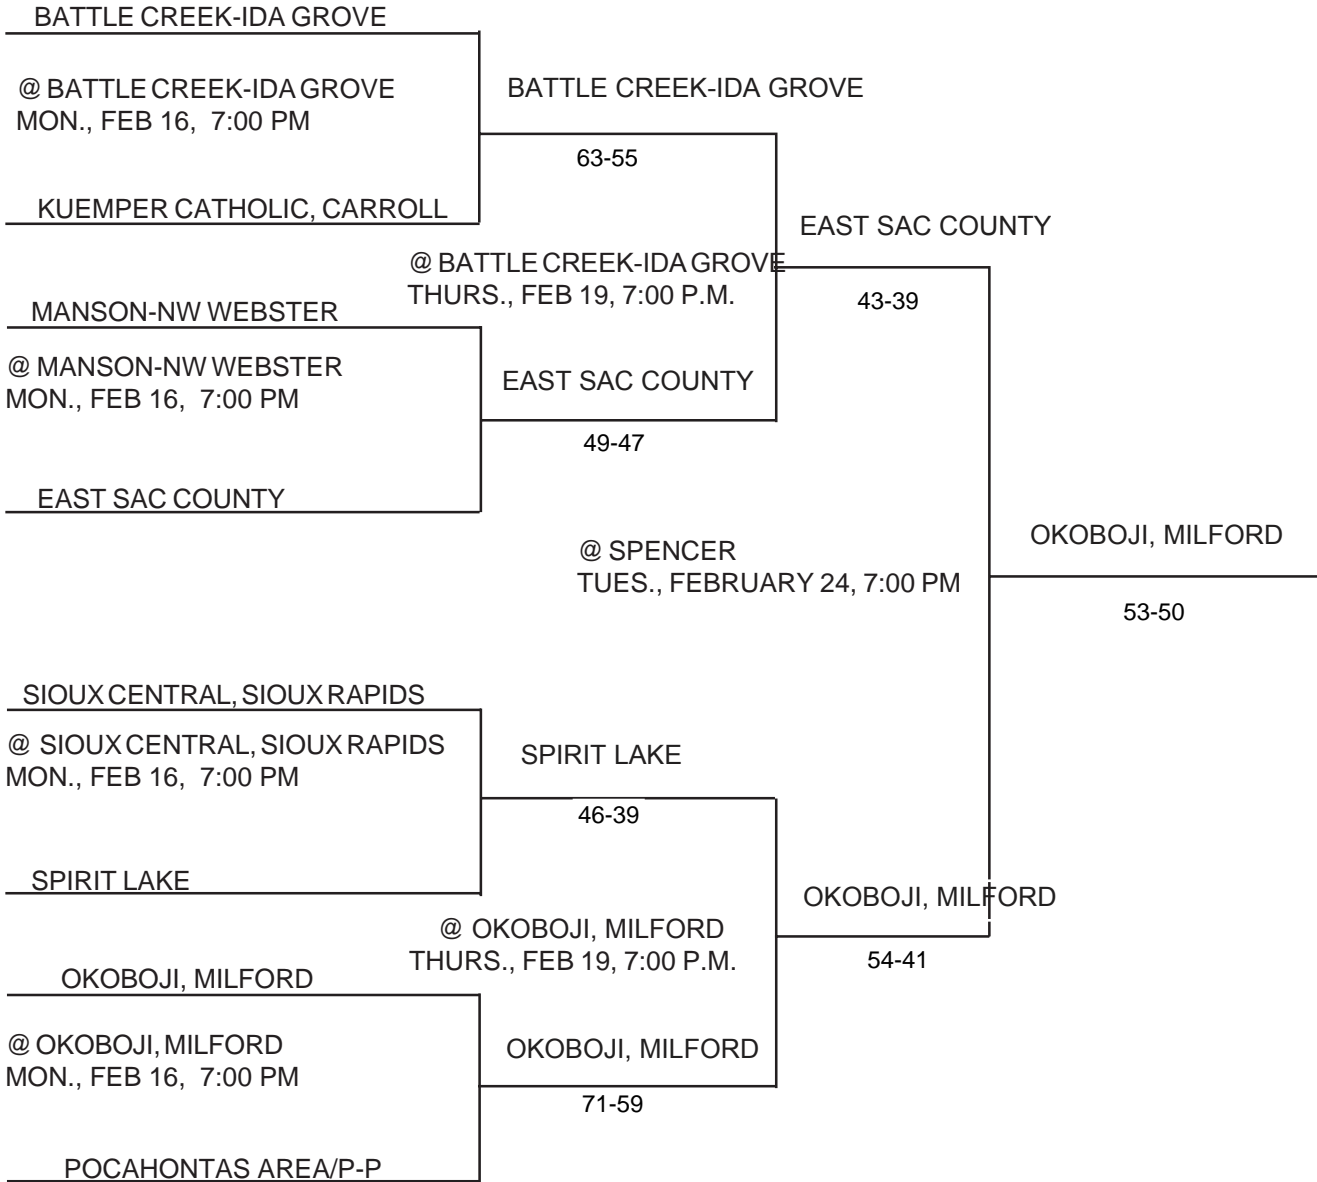 BATTLE CREEK-IDA GROVE
@ BATTLE CREEK-IDA GROVE
MON., FEB 16, 7:00 PM
KUEMPER CATHOLIC, CARROLL
BATTLE CREEK-IDA GROVE
63-55
@ BATTLE CREEK-IDA GROVE
THURS., FEB 19, 7:00 P.M.
EAST SAC COUNTY
43-39
MANSON-NW WEBSTER
@ MANSON-NW WEBSTER
MON., FEB 16, 7:00 PM
EAST SAC COUNTY
EAST SAC COUNTY
49-47
@ SPENCER
TUES., FEBRUARY 24, 7:00 PM
OKOBOJI, MILFORD
53-50
SIOUX CENTRAL, SIOUX RAPIDS
@ SIOUX CENTRAL, SIOUX RAPIDS
MON., FEB 16, 7:00 PM
SPIRIT LAKE
SPIRIT LAKE
46-39
@ OKOBOJI, MILFORD
THURS., FEB 19, 7:00 P.M.
OKOBOJI, MILFORD
54-41
OKOBOJI, MILFORD
@ OKOBOJI, MILFORD
MON., FEB 16, 7:00 PM
POCAHONTAS AREA/P-P
OKOBOJI, MILFORD
71-59